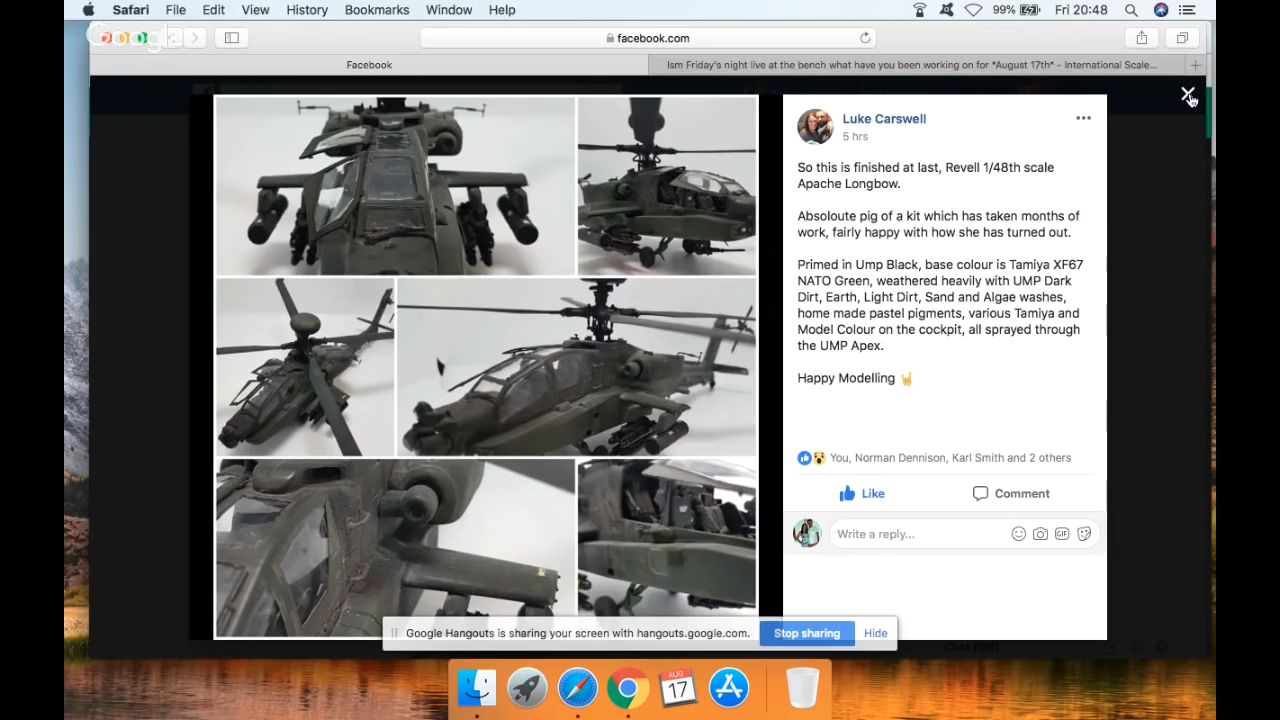 Safari File Edit View History Bookmarks Window Help 99% Fri 20:48
facebook.com
Facebook Ism Friday's night live at the bench what have you been working on for *August 17th* - International Scale...
Luke Carswell
5 hrs
So this is finished at last, Revell 1/48th scale
Apache Longbow.
Absoloute pig of a kit which has taken months of
work, fairly happy with how she has turned out.
Primed in Ump Black, base colour is Tamiya XF67
NATO Green, weathered heavily with UMP Dark
Dirt, Earth, Light Dirt, Sand and Algae washes,
home made pastel pigments, various Tamiya and
Model Colour on the cockpit, all sprayed through
the UMP Apex.
Happy Modelling 🤘
You, Norman Dennison, Karl Smith and 2 others
Like Comment
Write a reply... GIF
Google Hangouts is sharing your screen with hangouts.google.com. Stop sharing Hide
Chat (Off)
AUG
17